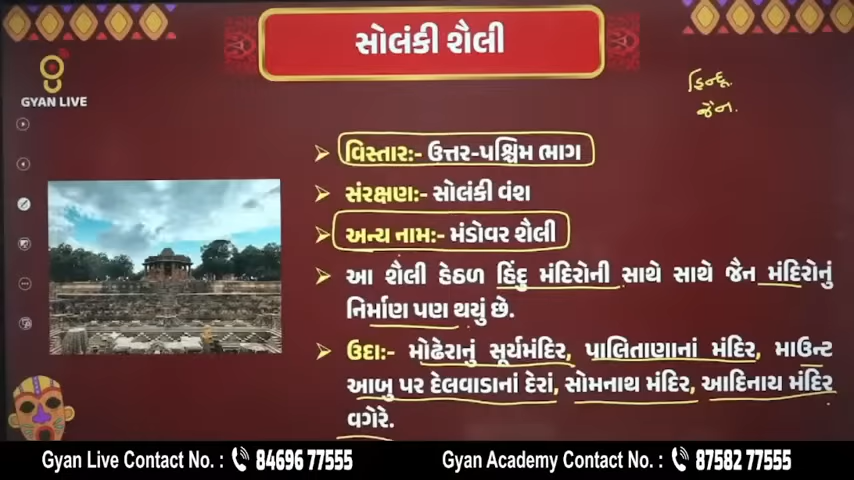 સોલંકી શૈલી
GYAN LIVE
હિન્દુ
જૈન.
વિસ્તારઃ- ઉત્તર-પશ્ચિમ ભાગ
સંરક્ષણઃ- સોલંકી વંશ
અન્ય નામઃ- મંડોવર શૈલી
આ શૈલી હેઠળ હિંદુ મંદિરોની સાથે સાથે જૈન મંદિરોનું
નિર્માણ પણ થયું છે.
ઉદાઃ- મોઢેરાનું સૂર્યમંદિર, પાલિતાણાનાં મંદિર, માઉન્ટ
આબુ પર દેલવાડાનાં દેરાં, સોમનાથ મંદિર, આદિનાથ મંદિર
વગેરે.
Gyan Live Contact No. : 84696 77555 Gyan Academy Contact No. : 87582 77555